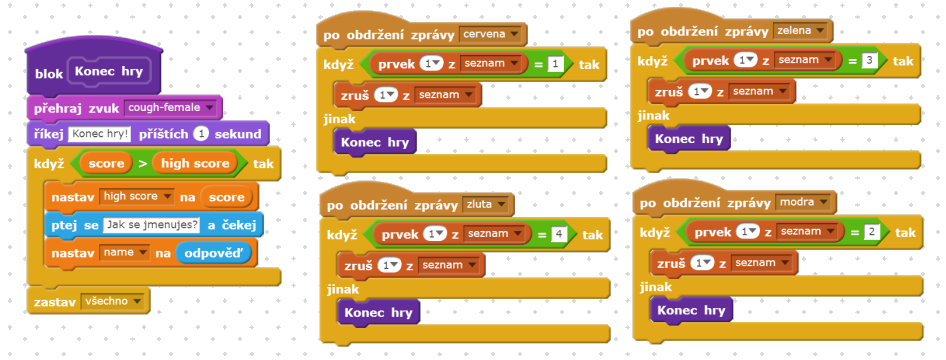 blok Konec hry
přehraj zvuk cough-female
říkej Konec hry! příštích 1 sekund
když score > high score tak
nastav high score na score
ptej se Jak se jmenujes? a čekej
nastav name na odpověď
zastav všechno
po obdržení zprávy cervena
když prvek 1 z seznam = 1 tak
zruš 1 z seznam
jinak
Konec hry
po obdržení zprávy zelena
když prvek 1 z seznam = 3 tak
zruš 1 z seznam
jinak
Konec hry
po obdržení zprávy zluta
když prvek 1 z seznam = 4 tak
zruš 1 z seznam
jinak
Konec hry
po obdržení zprávy modra
když prvek 1 z seznam = 2 tak
zruš 1 z seznam
jinak
Konec hry